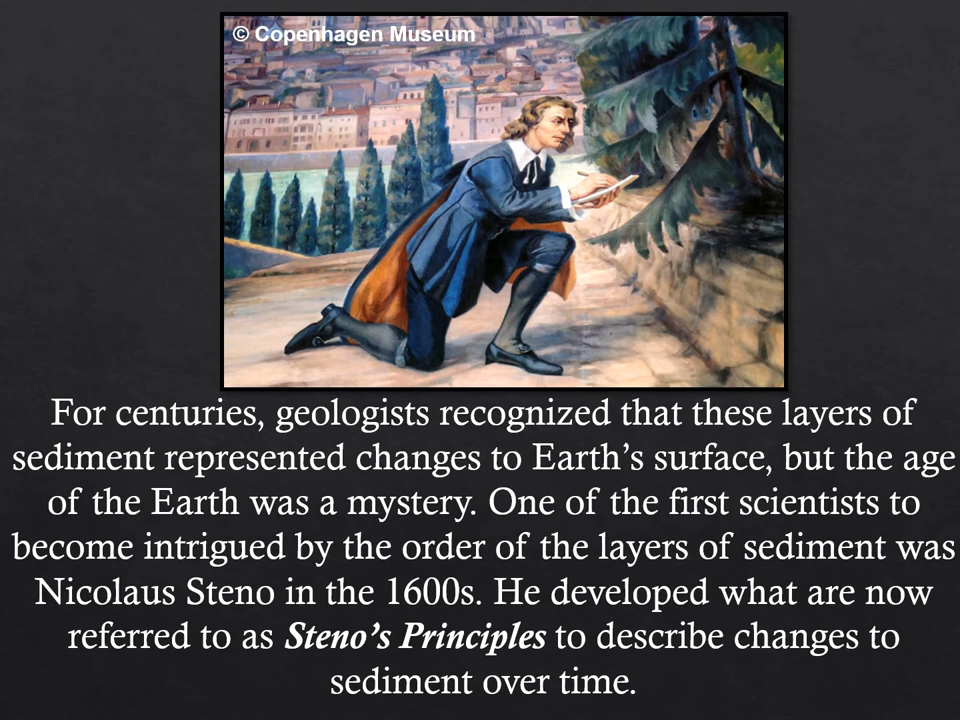 © Copenhagen Museum
For centuries, geologists recognized that these layers of
sediment represented changes to Earth’s surface, but the age
of the Earth was a mystery. One of the first scientists to
become intrigued by the order of the layers of sediment was
Nicolaus Steno in the 1600s. He developed what are now
referred to as Steno’s Principles to describe changes to
sediment over time.